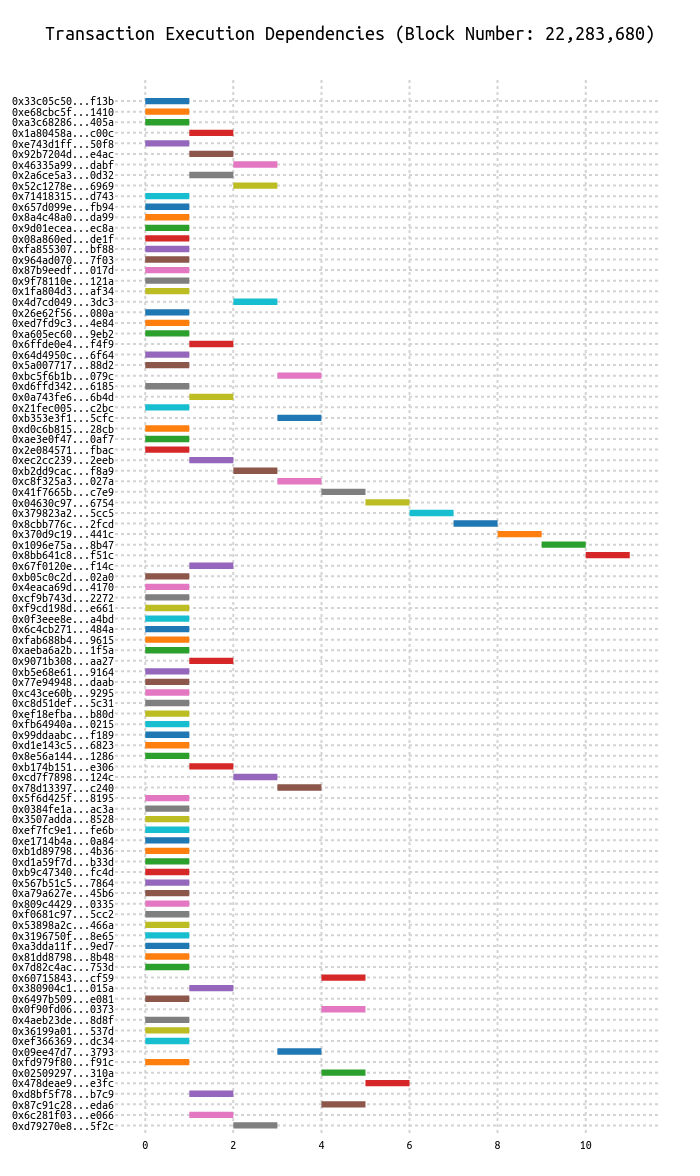 Transaction Execution Dependencies (Block Number: 22,283,680)
0x33c05c50...f13b
0xe68cbc5f...1410
0xa3c68286...405a
0x1a80458a...c00c
0xe743d1ff...50f8
0x92b7204d...e4ac
0x46335a99...dabf
0x2a6ce5a3...0d32
0x52c1278e...6969
0x71418315...d743
0x657d099e...fb94
0x8a4c48a0...da99
0x9d01ecea...ec8a
0x08a860ed...de1f
0xfa855307...bf88
0x964ad070...7f03
0x87b9eedf...017d
0x9f78110e...121a
0x1fa804d3...af34
0x4d7cd049...3dc3
0x26e62f56...080a
0xed7fd9c3...4e84
0xa605ec60...9eb2
0x6ffde0e4...f4f9
0x64d4950c...6f64
0x5a007717...88d2
0xbc5f6b1b...079c
0xd6ffd342...6185
0x0a743fe6...6b4d
0x21fec005...c2bc
0xb353e3f1...5cfc
0xd0c6b815...28cb
0xae3e0f47...0af7
0x2e084571...fbac
0xec2cc239...2eeb
0xb2dd9cac...f8a9
0xc8f325a3...027a
0x41f7665b...c7e9
0x04630c97...6754
0x379823a2...5cc5
0x8cbb776c...2fcd
0x370d9c19...441c
0x1096e75a...8b47
0x8bb641c8...f51c
0x67f0120e...f14c
0xb05c0c2d...02a0
0x4eaca69d...4170
0xcf9b743d...2272
0xf9cd198d...e661
0x0f3eee8e...a4bd
0x6c4cb271...484a
0xfab688b4...9615
0xaeba6a2b...1f5a
0x9071b308...aa27
0xb5e68e61...9164
0x77e94948...daab
0xc43ce60b...9295
0xc8d51def...5c31
0xef18efba...b80d
0xfb64940a...0215
0x99ddaabc...f189
0xd1e143c5...6823
0x8e56a144...1286
0xb174b151...e306
0xcd7f7898...124c
0x78d13397...c240
0x5f6d425f...8195
0x0384fe1a...ac3a
0x3507adda...8528
0xef7fc9e1...fe6b
0xe1714b4a...0a84
0xb1d89798...4b36
0xd1a59f7d...b33d
0xb9c47340...fc4d
0x567b51c5...7864
0xa79a627e...45b6
0x809c4429...0335
0xf0681c97...5cc2
0x53898a2c...466a
0x3196750f...8e65
0xa3dda11f...9ed7
0x81dd8798...8b48
0x7d82c4ac...753d
0x60715843...cf59
0x380904c1...015a
0x6497b509...e081
0x0f90fd06...0373
0x4aeb23de...8d8f
0x36199a01...537d
0xef366369...dc34
0x09ee47d7...3793
0xfd979f80...f91c
0x02509297...310a
0x478deae9...e3fc
0xd8bf5f78...b7c9
0x87c91c28...eda6
0x6c281f03...e066
0xd79270e8...5f2c
0 2 4 6 8 10